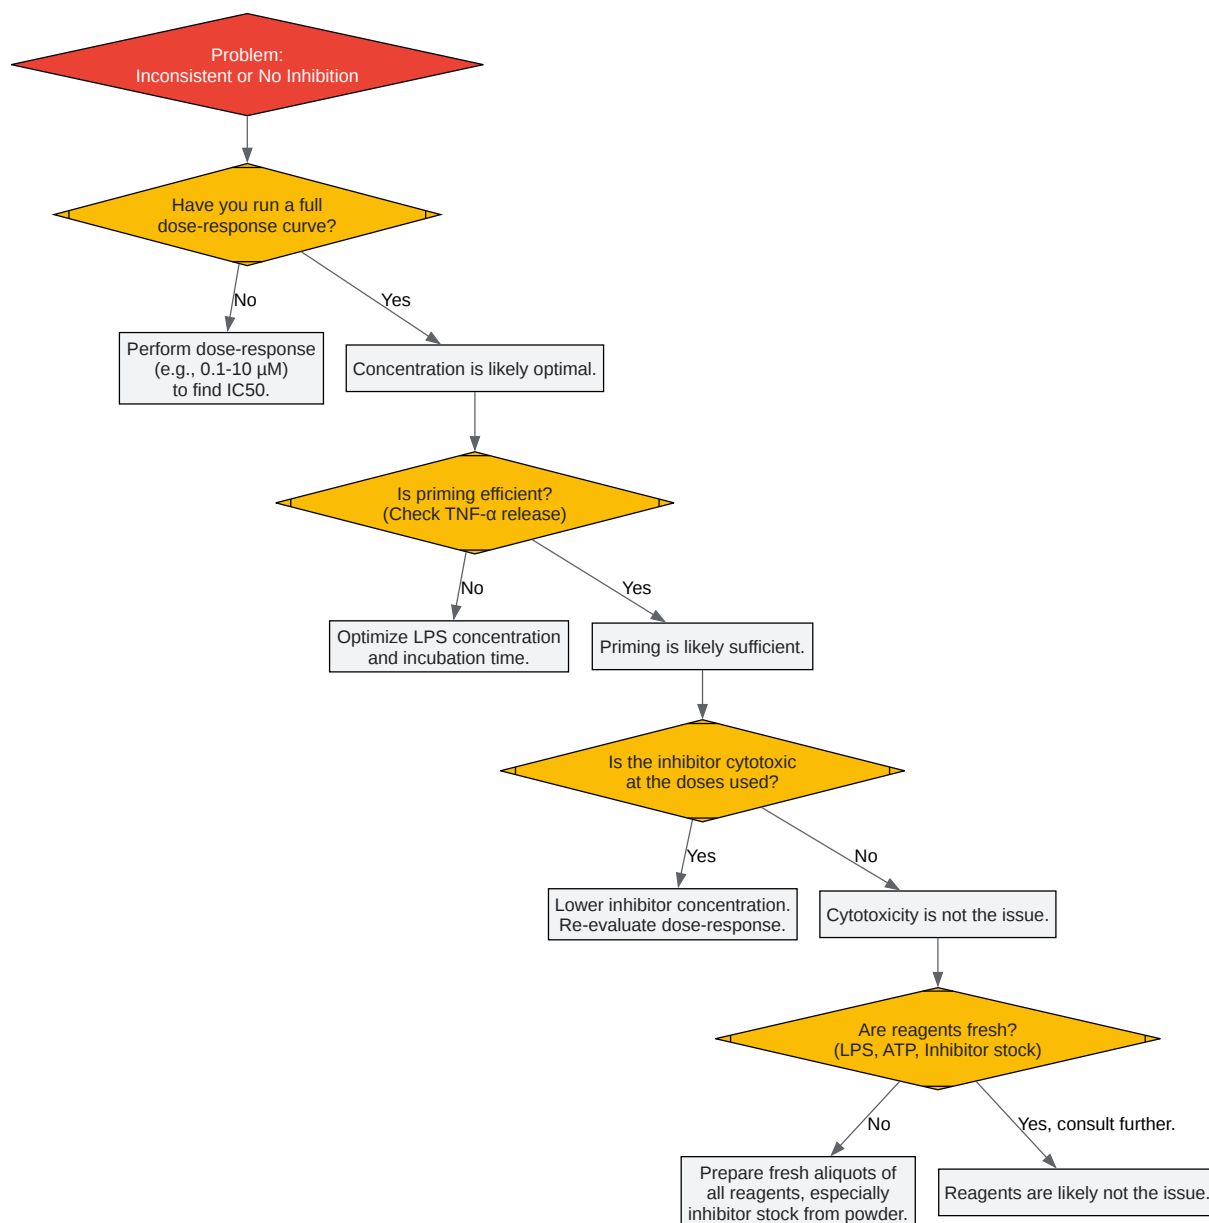 Problem:
Inconsistent or No Inhibition
Have you run a full
dose-response curve?
No
Yes
Perform dose-response
(e.g., 0.1-10 µM)
to find IC50.
Concentration is likely optimal.
Is priming efficient?
(Check TNF-α release)
No
Yes
Optimize LPS concentration
and incubation time.
Priming is likely sufficient.
Is the inhibitor cytotoxic
at the doses used?
Yes
No
Lower inhibitor concentration.
Re-evaluate dose-response.
Cytotoxicity is not the issue.
Are reagents fresh?
(LPS, ATP, Inhibitor stock)
No
Yes, consult further.
Prepare fresh aliquots of
all reagents, especially
inhibitor stock from powder.
Reagents are likely not the issue.